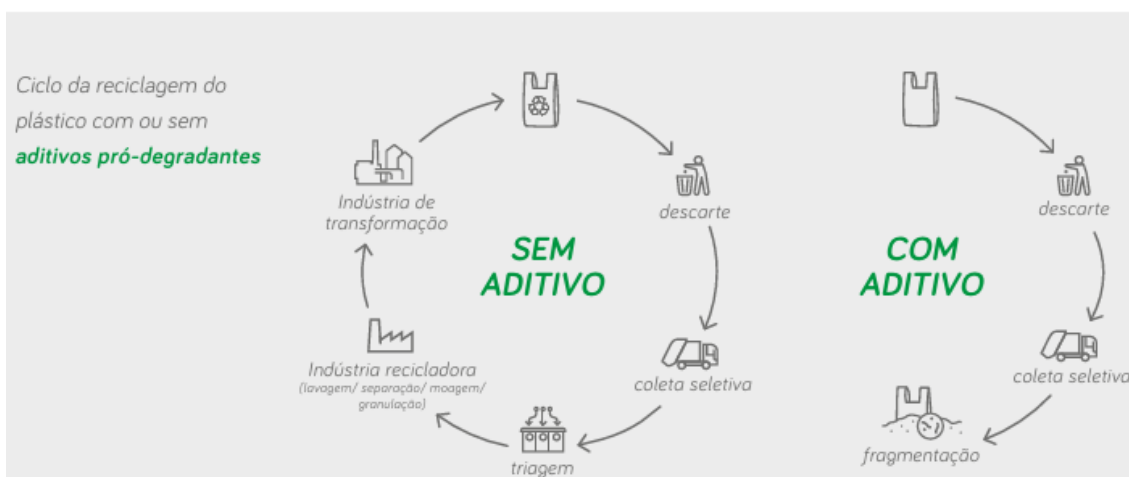 Ciclo da reciclagem do
plástico com ou sem
aditivos pró-degradantes
SEM
ADITIVO
descarte
coleta seletiva
triagem
Indústria recicladora
(lavagem/ separação/ moagem/
granulação)
Indústria de
transformação
COM
ADITIVO
descarte
coleta seletiva
fragmentação